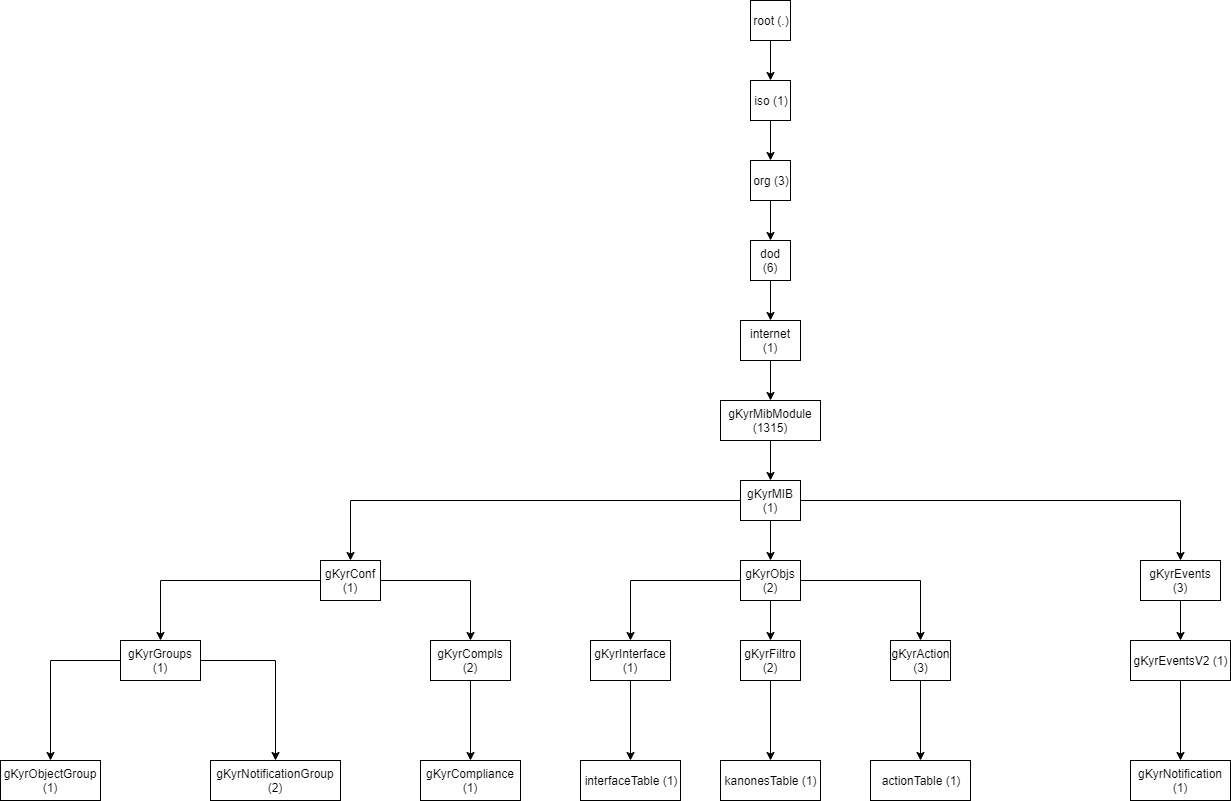 root (.)
iso (1)
org (3)
dod
(6)
internet
(1)
gKyrMibModule
(1315)
gKyrMIB
(1)
gKyrConf
(1)
gKyrObjs
(2)
gKyrEvents
(3)
gKyrGroups
(1)
gKyrCompls
(2)
gKyrInterface
(1)
gKyrFiltro
(2)
gKyrAction
(3)
gKyrEventsV2 (1)
gKyrObjectGroup
(1)
gKyrNotificationGroup
(2)
gKyrCompliance
(1)
interfaceTable (1)
kanonesTable (1)
actionTable (1)
gKyrNotification
(1)